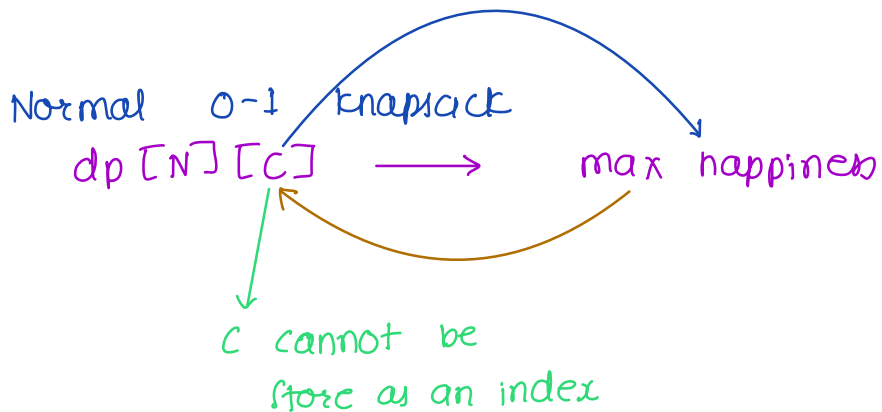 Normal 0-1 knapsack
dp [N] [C] → max happiness
C cannot be
store as an index